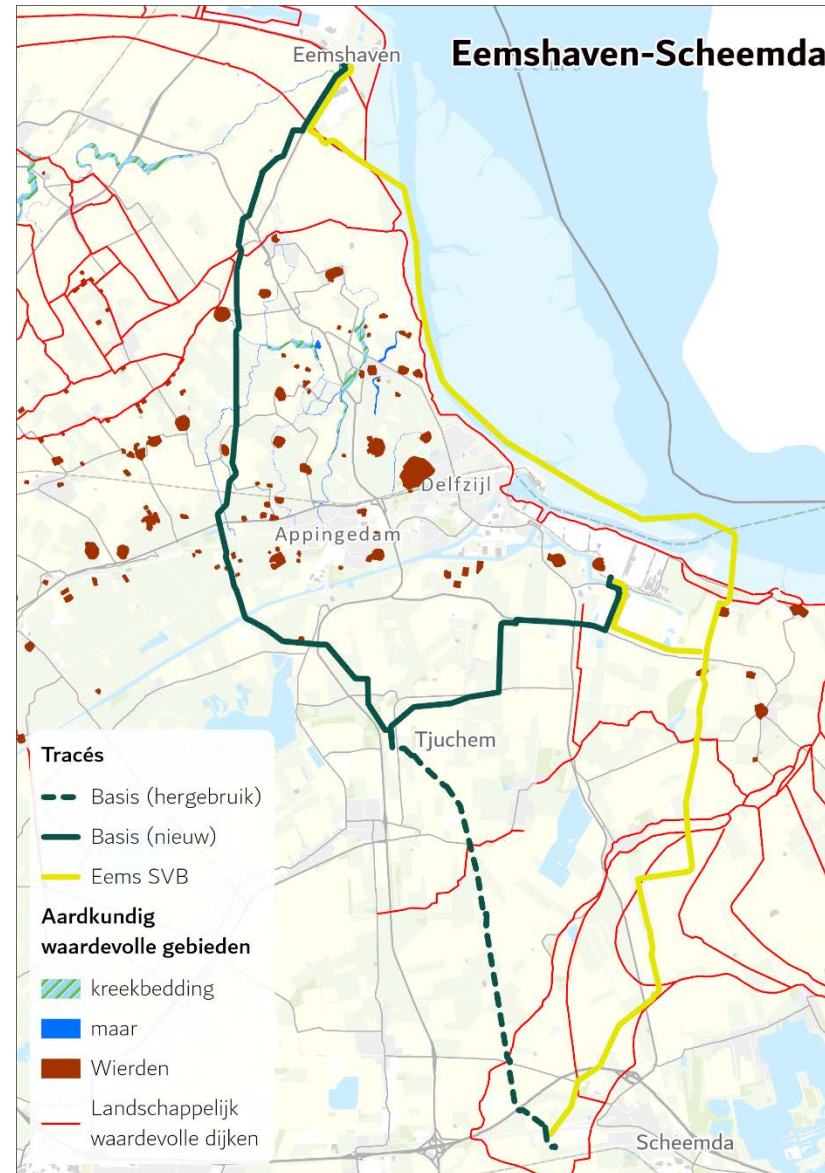 Eemshaven-Scheemda
Eemshaven
Delfzijl
Appingedam
Tjuchem
Scheemda
Tracés
Basis (hergebruik)
Basis (nieuw)
Eems SVB
Aardkundig
waardevolle gebieden
kreekbedding
maar
Wierden
Landschappelijk
waardevolle dijken